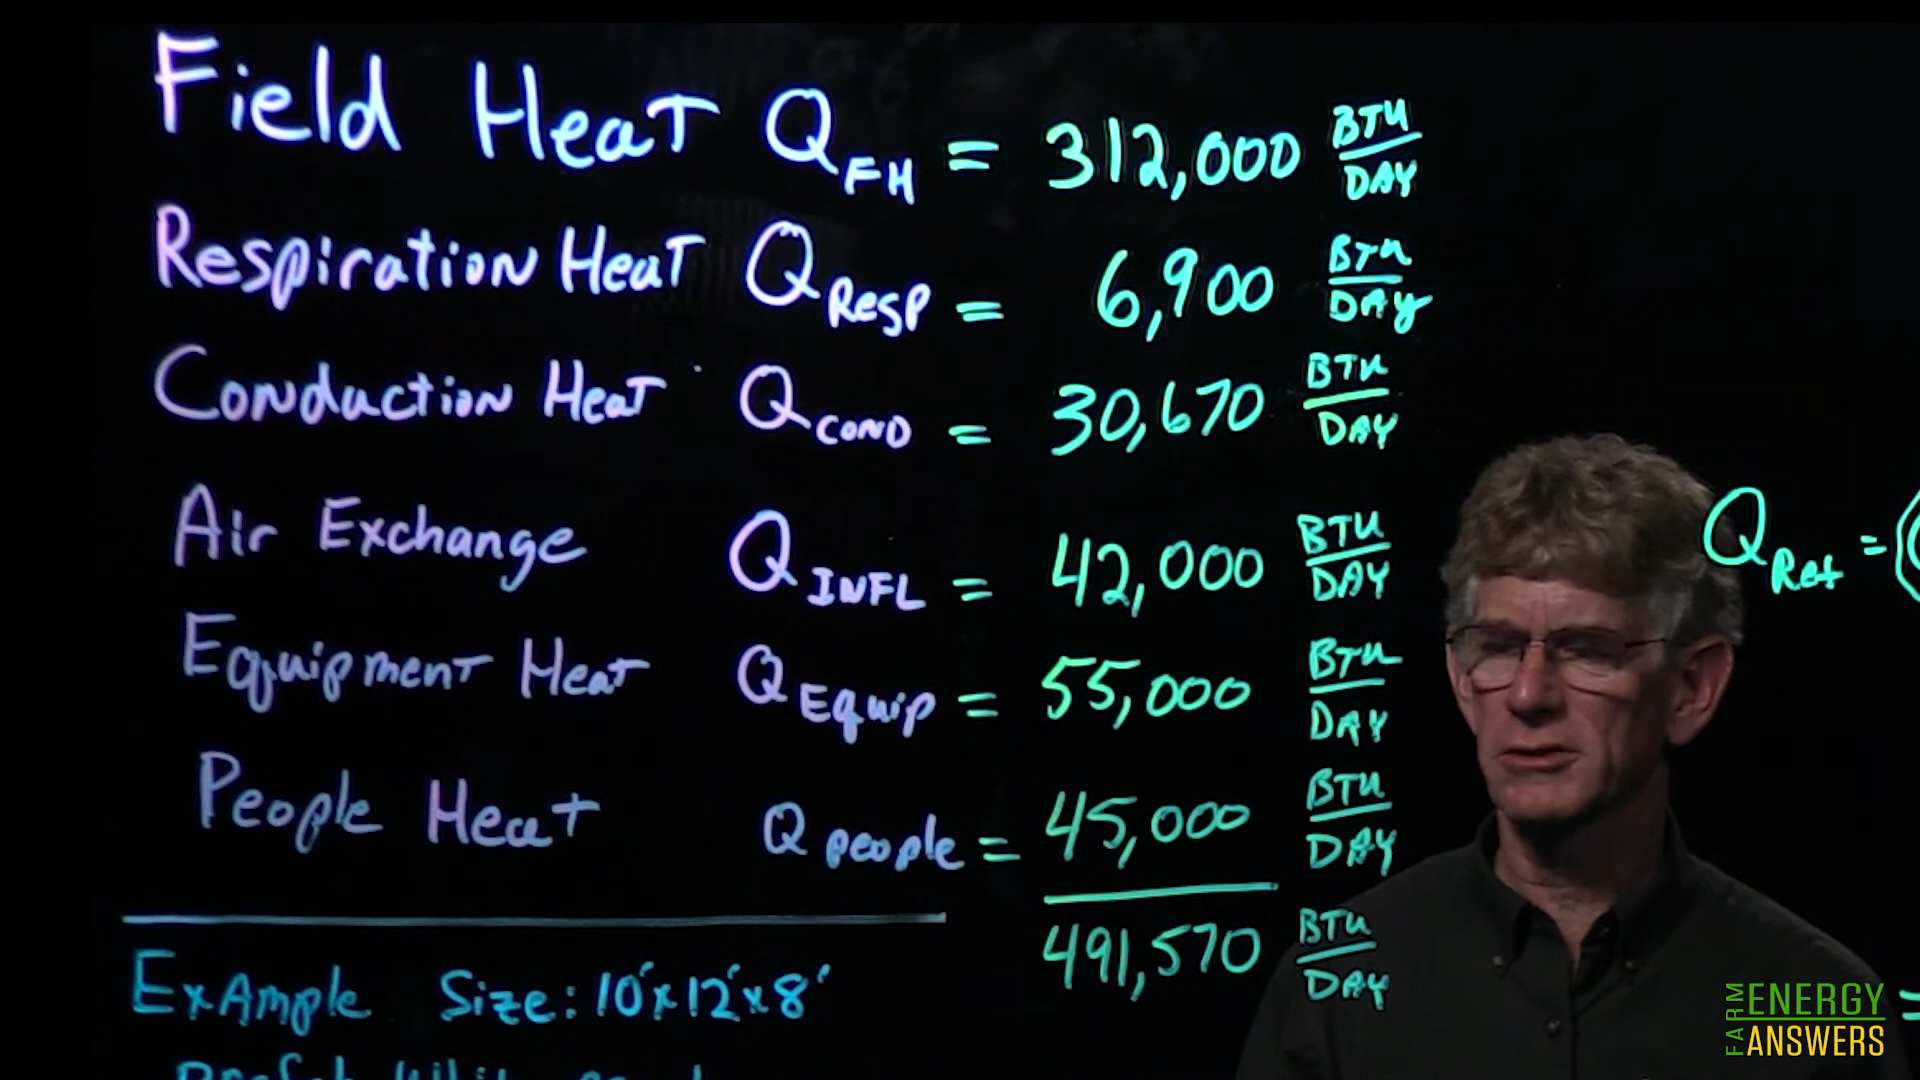 Field Heat Q FH = 312,000 BTU/DAY
Respiration Heat Q Resp = 6,900 BTU/DAY
Conduction Heat Q COND = 30,670 BTU/DAY
Air Exchange Q INFL = 42,000 BTU/DAY
Q Ref =
Equipment Heat Q Equip = 55,000 BTU/DAY
People Heat Q people = 45,000 BTU/DAY
491,570 BTU/DAY
Example Size: 10'x12'x8'
FARM ENERGY ANSWERS
=